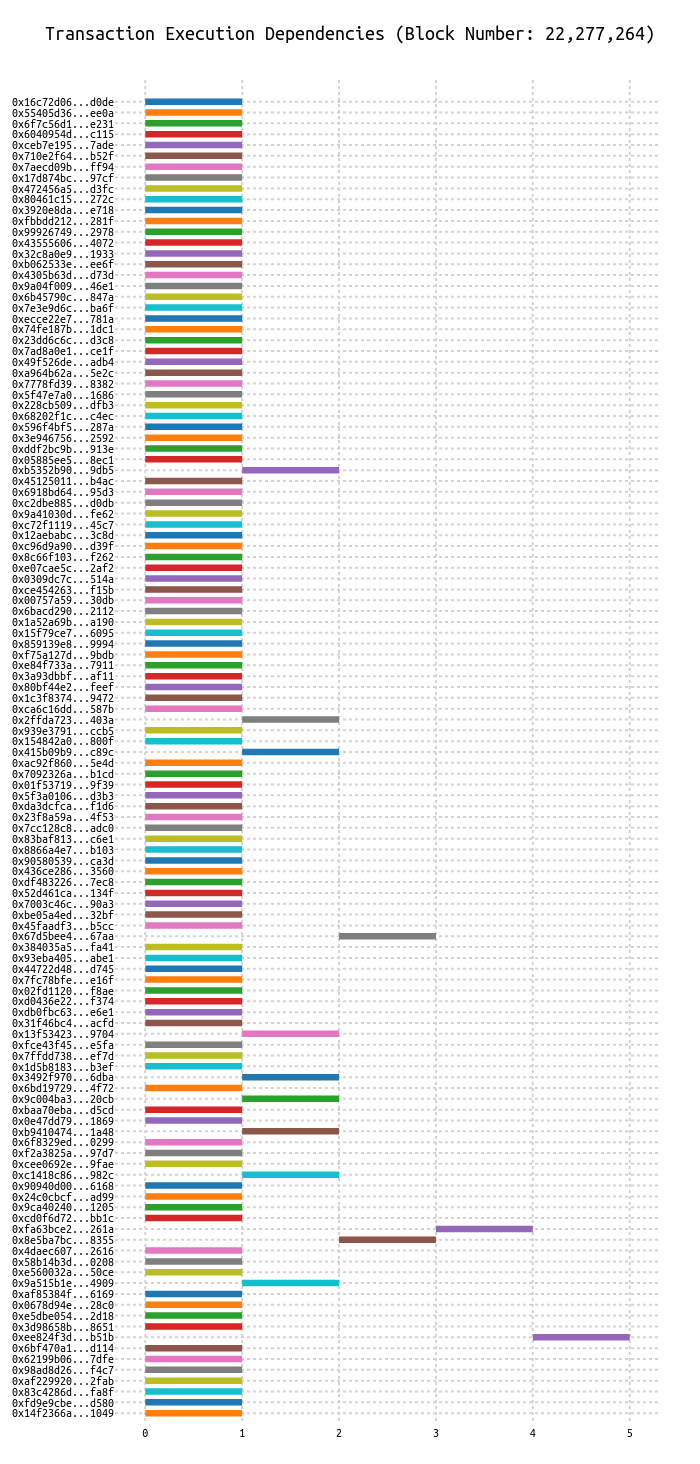 Transaction Execution Dependencies (Block Number: 22,277,264)
0x16c72d06...d0de
0x55405d36...ee0a
0x6f7c56d1...e231
0x6040954d...c115
0xceb7e195...7ade
0x710e2f64...b52f
0x7aecd09b...ff94
0x17d874bc...97cf
0x472456a5...d3fc
0x80461c15...272c
0x3920e8da...e718
0xfbbdd212...281f
0x99926749...2978
0x43555606...4072
0x32c8a0e9...1933
0xb062533e...ee6f
0x4305b63d...d73d
0x9a04f009...46e1
0x6b45790c...847a
0x7e3e9d6c...ba6f
0xecce22e7...781a
0x74fe187b...1dc1
0x23dd6c6c...d3c8
0x7ad8a0e1...ce1f
0x49f526de...adb4
0xa964b62a...5e2c
0x7778fd39...8382
0x5f47e7a0...1686
0x228cb509...dfb3
0x68202f1c...c4ec
0x596f4bf5...287a
0x3e946756...2592
0xddf2bc9b...913e
0x05885ee5...8ec1
0xb5352b90...9db5
0x45125011...b4ac
0x6918bd64...95d3
0xc2dbe885...d0db
0x9a41030d...fe62
0xc72f1119...45c7
0x12aebabc...3c8d
0xc96d9a90...d39f
0x8c66f103...f262
0xe07cae5c...2af2
0x0309dc7c...514a
0xce454263...f15b
0x00757a59...30db
0x6bacd290...2112
0x1a52a69b...a190
0x15f79ce7...6095
0x859139e8...9994
0xf75a127d...9bdb
0xe84f733a...7911
0x3a93dbbf...af11
0x80bf44e2...feef
0x1c3f8374...9472
0xca6c16dd...587b
0x2ffda723...403a
0x939e3791...ccb5
0x154842a0...800f
0x415b09b9...c89c
0xac92f860...5e4d
0x7092326a...b1cd
0x01f53719...9f39
0x5f3a0106...d3b3
0xda3dcfca...f1d6
0x23f8a59a...4f53
0x7cc128c8...adc0
0x83baf813...c6e1
0x8866a4e7...b103
0x90580539...ca3d
0x436ce286...3560
0xdf483226...7ec8
0x52d461ca...134f
0x7003c46c...90a3
0xbe05a4ed...32bf
0x45faadf3...b5cc
0x67d5bee4...67aa
0x384035a5...fa41
0x93eba405...abe1
0x44722d48...d745
0x7fc78bfe...e16f
0x02fd1120...f8ae
0xd0436e22...f374
0xdb0fbc63...e6e1
0x31f46bc4...acfd
0x13f53423...9704
0xfce43f45...e5fa
0x7ffdd738...ef7d
0x1d5b8183...b3ef
0x3492f970...6dba
0x6bd19729...4f72
0x9c004ba3...20cb
0xbaa70eba...d5cd
0x0e47dd79...1869
0xb9410474...1a48
0x6f8329ed...0299
0xf2a3825a...97d7
0xcee0692e...9fae
0xc1418c86...982c
0x90940d00...6168
0x24c0cbcf...ad99
0x9ca40240...1205
0xcd0f6d72...bb1c
0xfa63bce2...261a
0x8e5ba7bc...8355
0x4daec607...2616
0x58b14b3d...0208
0xe560032a...50ce
0x9a515b1e...4909
0xaf85384f...6169
0x0678d94e...28c0
0xe5dbe054...2d18
0x3d98658b...8651
0xee824f3d...b51b
0x6bf470a1...d114
0x62199b06...7dfe
0x98ad8d26...f4c7
0xaf229920...2fab
0x83c4286d...fa8f
0xfd9e9cbe...d580
0x14f2366a...1049
0 1 2 3 4 5